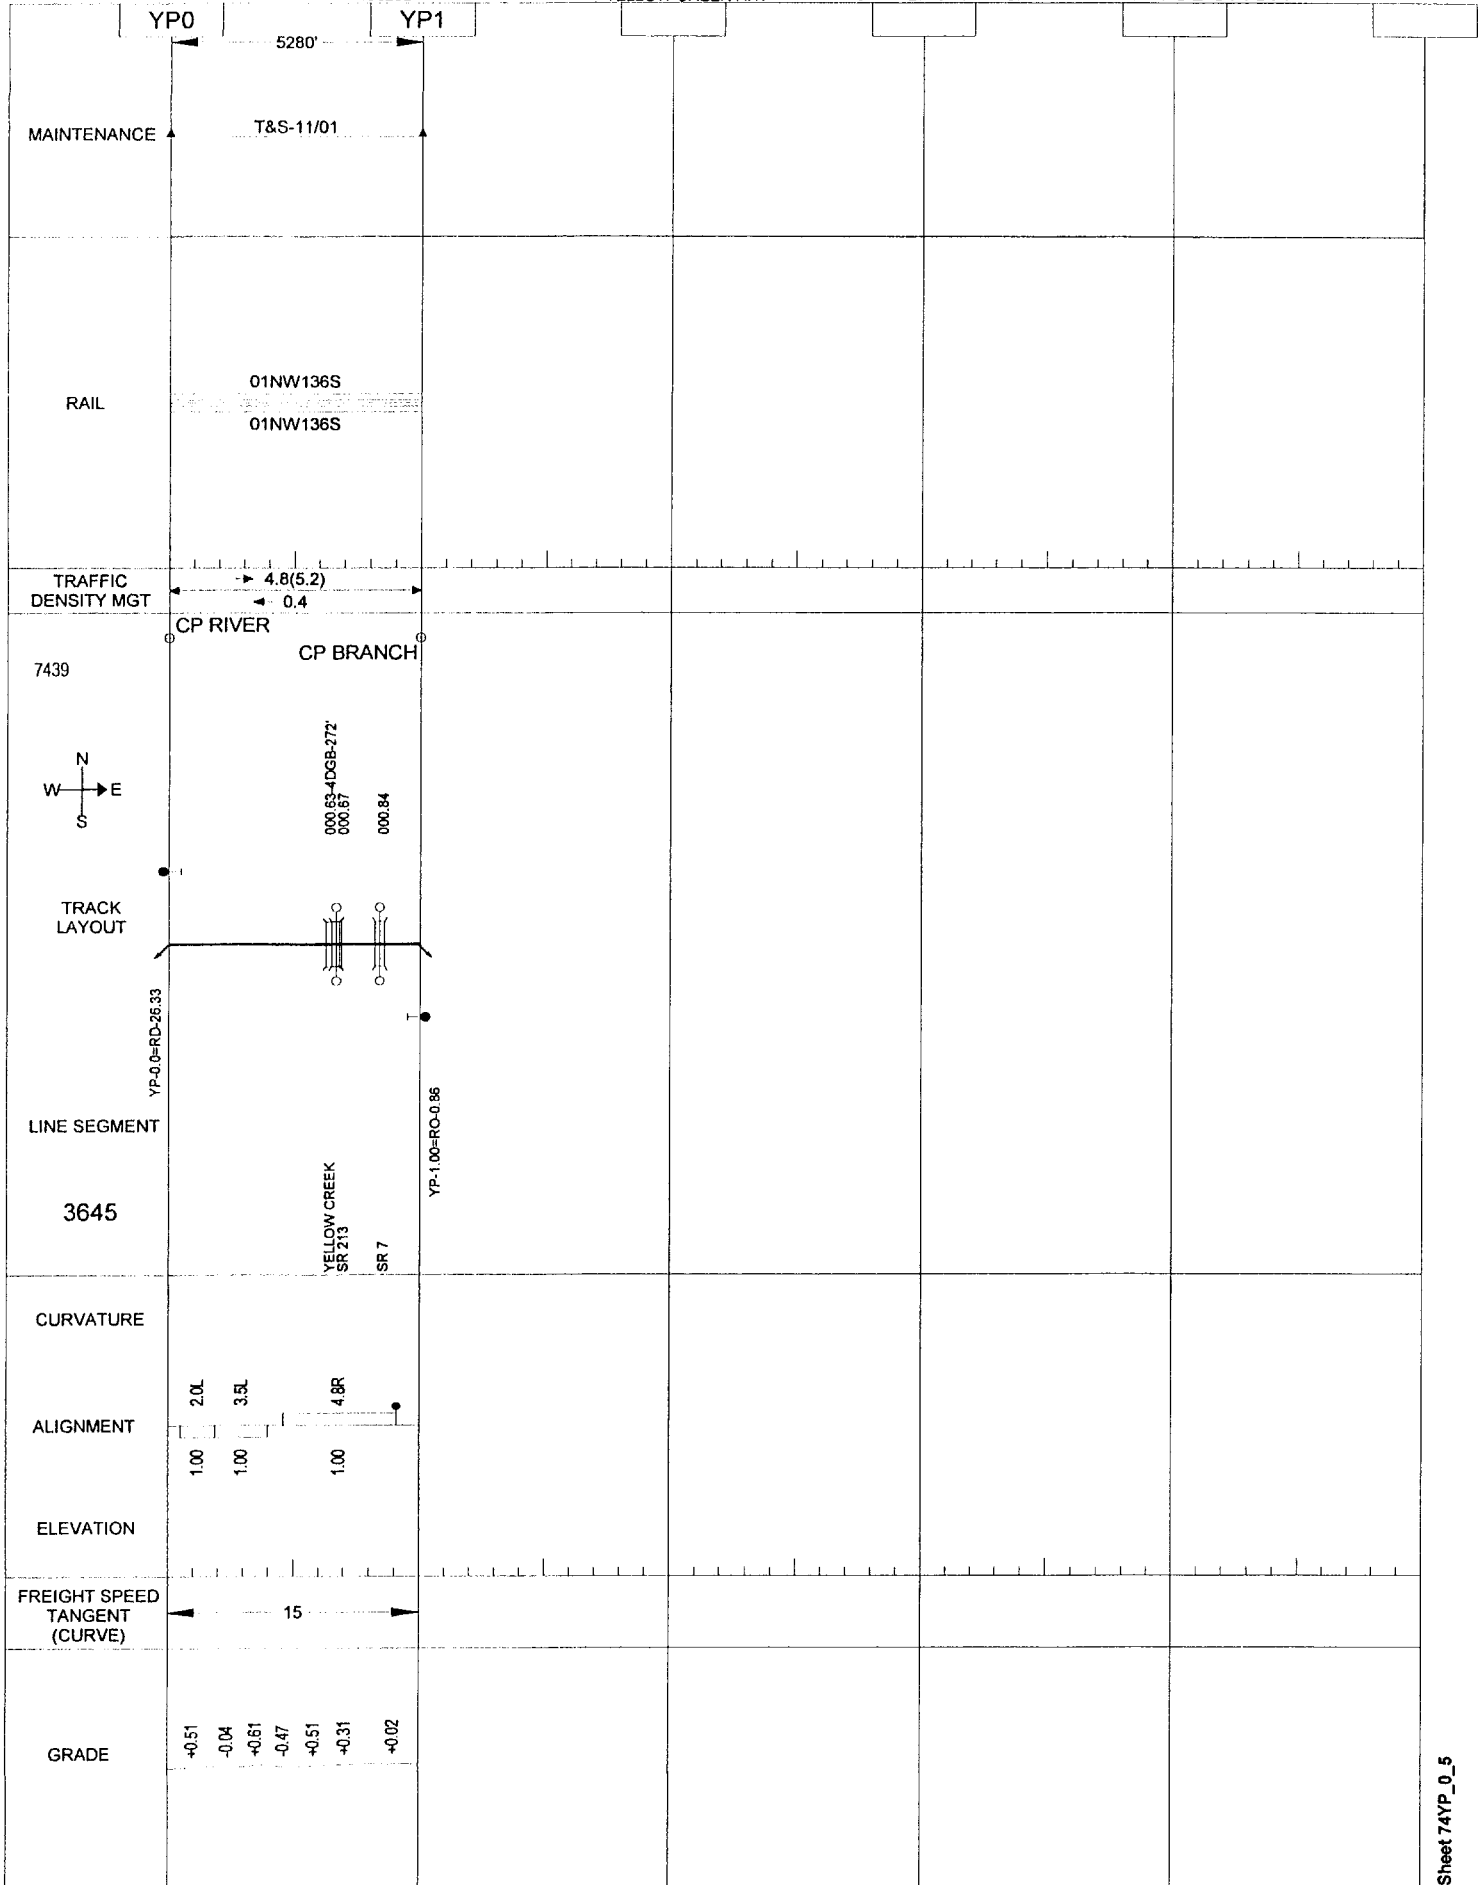 YP0
YP1
5280'
MAINTENANCE
T&S-11/01
RAIL
01NW136S
01NW136S
TRAFFIC
DENSITY MGT
4.8(5.2)
0.4
CP RIVER
CP BRANCH
7439
N
W E
S
000.63-4DGB-272'
000.67
000.84
TRACK
LAYOUT
YP-0.0=RD-26.33
YP-1.00=RO-0.86
LINE SEGMENT
3645
YELLOW CREEK
SR 213
SR 7
CURVATURE
2.0L
3.5L
4.8R
ALIGNMENT
1.00
1.00
1.00
ELEVATION
FREIGHT SPEED
TANGENT
(CURVE)
15
GRADE
+0.51
-0.04
+0.61
-0.47
+0.51
+0.31
+0.02
Sheet 74YP_0_5